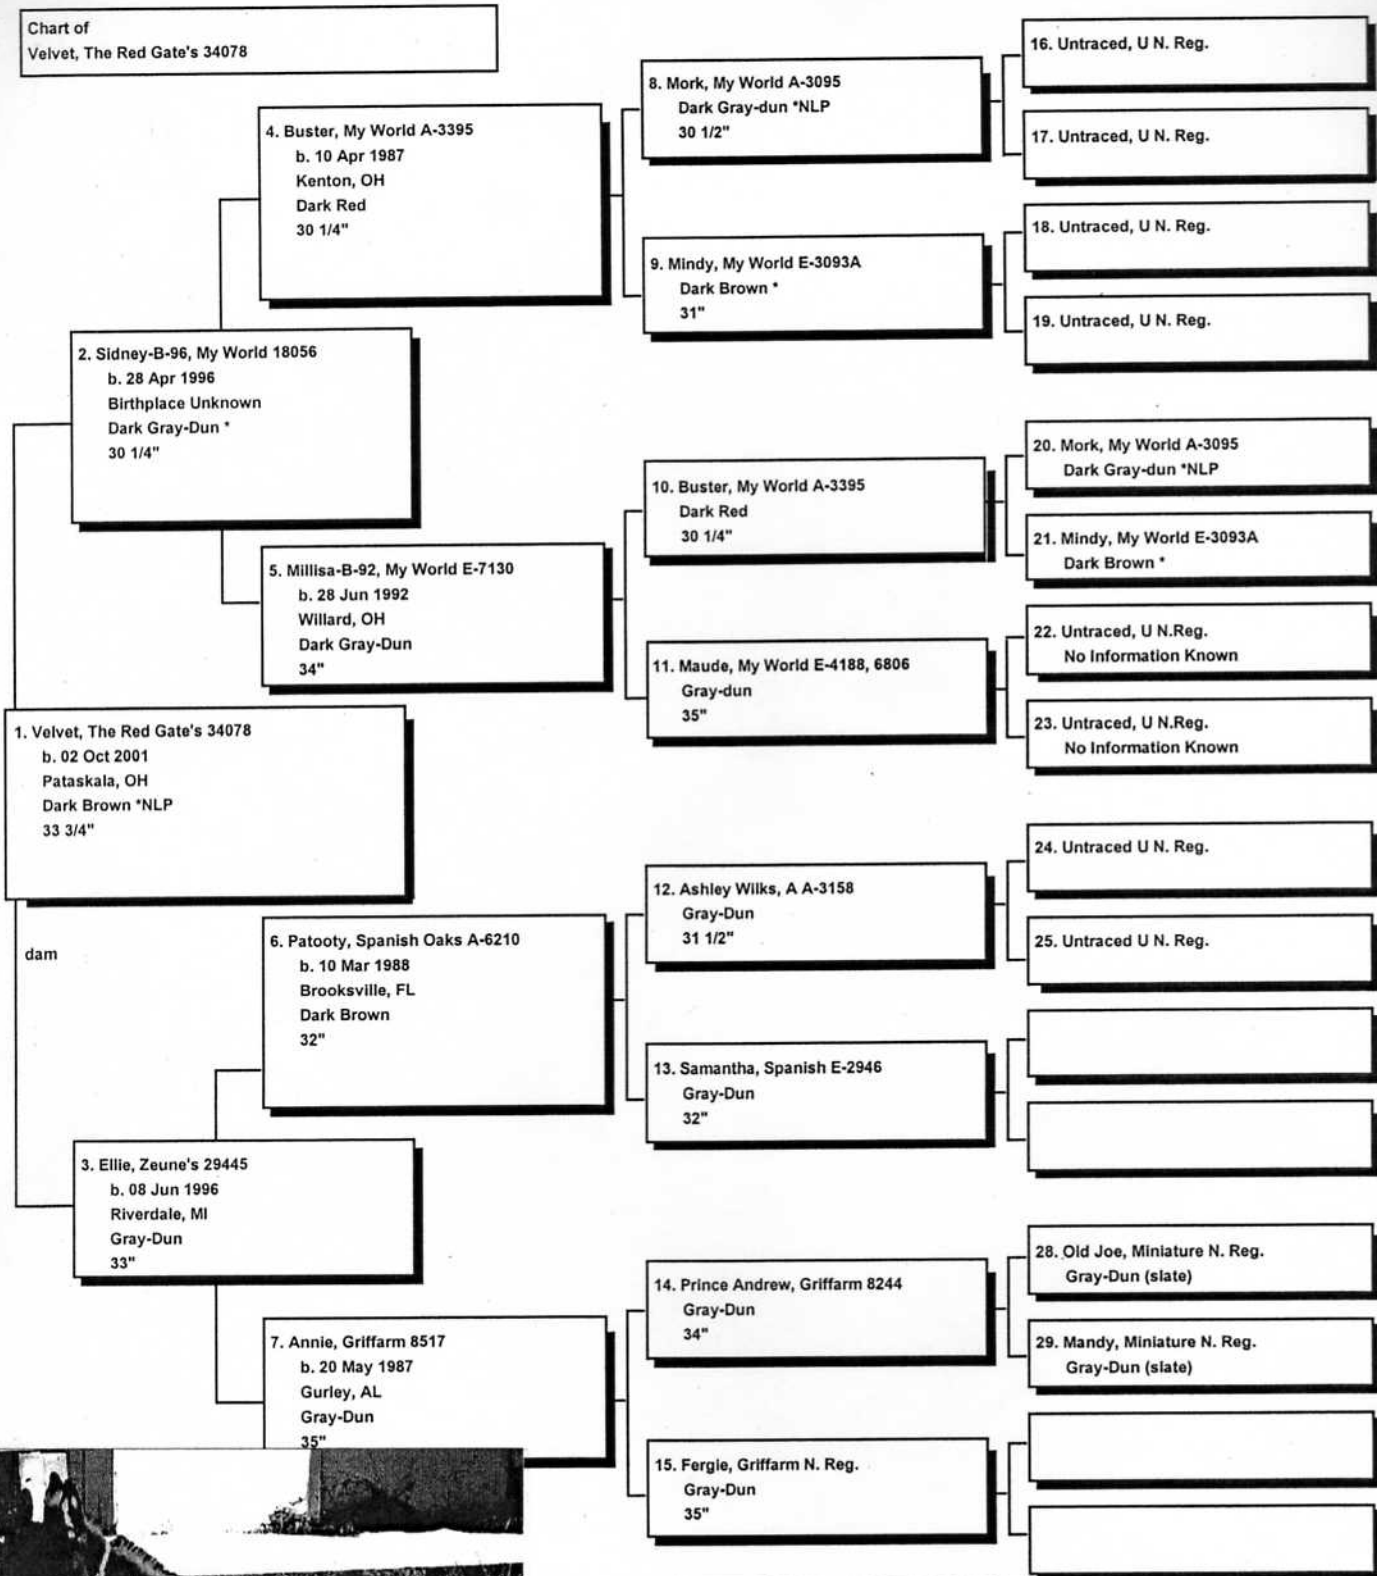 Chart of
Velvet, The Red Gate's 34078
1. Velvet, The Red Gate's 34078
b. 02 Oct 2001
Pataskala, OH
Dark Brown *NLP
33 3/4"
dam
2. Sidney-B-96, My World 18056
b. 28 Apr 1996
Birthplace Unknown
Dark Gray-Dun *
30 1/4"
3. Ellie, Zeune's 29445
b. 08 Jun 1996
Riverdale, MI
Gray-Dun
33"
4. Buster, My World A-3395
b. 10 Apr 1987
Kenton, OH
Dark Red
30 1/4"
5. Millisa-B-92, My World E-7130
b. 28 Jun 1992
Willard, OH
Dark Gray-Dun
34"
6. Patooty, Spanish Oaks A-6210
b. 10 Mar 1988
Brooksville, FL
Dark Brown
32"
7. Annie, Griffarm 8517
b. 20 May 1987
Gurley, AL
Gray-Dun
35"
8. Mork, My World A-3095
Dark Gray-dun *NLP
30 1/2"
9. Mindy, My World E-3093A
Dark Brown *
31"
10. Buster, My World A-3395
Dark Red
30 1/4"
11. Maude, My World E-4188, 6806
Gray-dun
35"
12. Ashley Wilks, A A-3158
Gray-Dun
31 1/2"
13. Samantha, Spanish E-2946
Gray-Dun
32"
14. Prince Andrew, Griffarm 8244
Gray-Dun
34"
15. Fergie, Griffarm N. Reg.
Gray-Dun
35"
16. Untraced, U N. Reg.
17. Untraced, U N. Reg.
18. Untraced, U N. Reg.
19. Untraced, U N. Reg.
20. Mork, My World A-3095
Dark Gray-dun *NLP
21. Mindy, My World E-3093A
Dark Brown *
22. Untraced, U N.Reg.
No Information Known
23. Untraced, U N.Reg.
No Information Known
24. Untraced U N. Reg.
25. Untraced U N. Reg.
28. Old Joe, Miniature N. Reg.
Gray-Dun (slate)
29. Mandy, Miniature N. Reg.
Gray-Dun (slate)